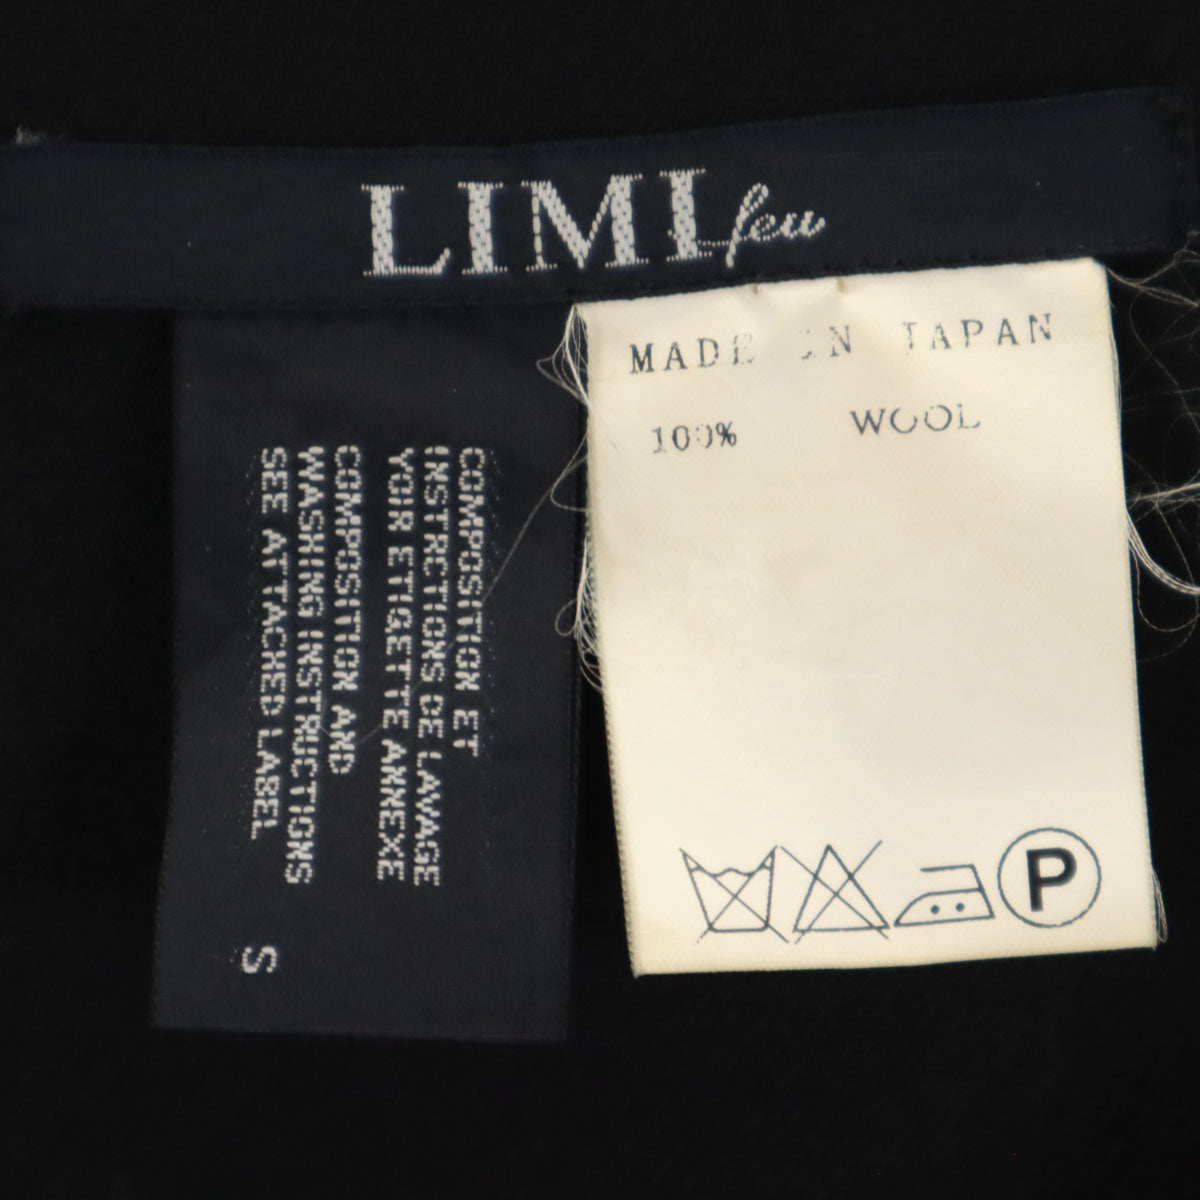 LIMI feu
MADE IN JAPAN
100% WOOL
COMPOSITION ET
INSTRCTIONS DE LAVAGE
VOIR ETIGETTE ANNEXE
COMPOSITION AND
WASHING INSTRUCTIONS
SEE ATTACHED LABEL
S
P